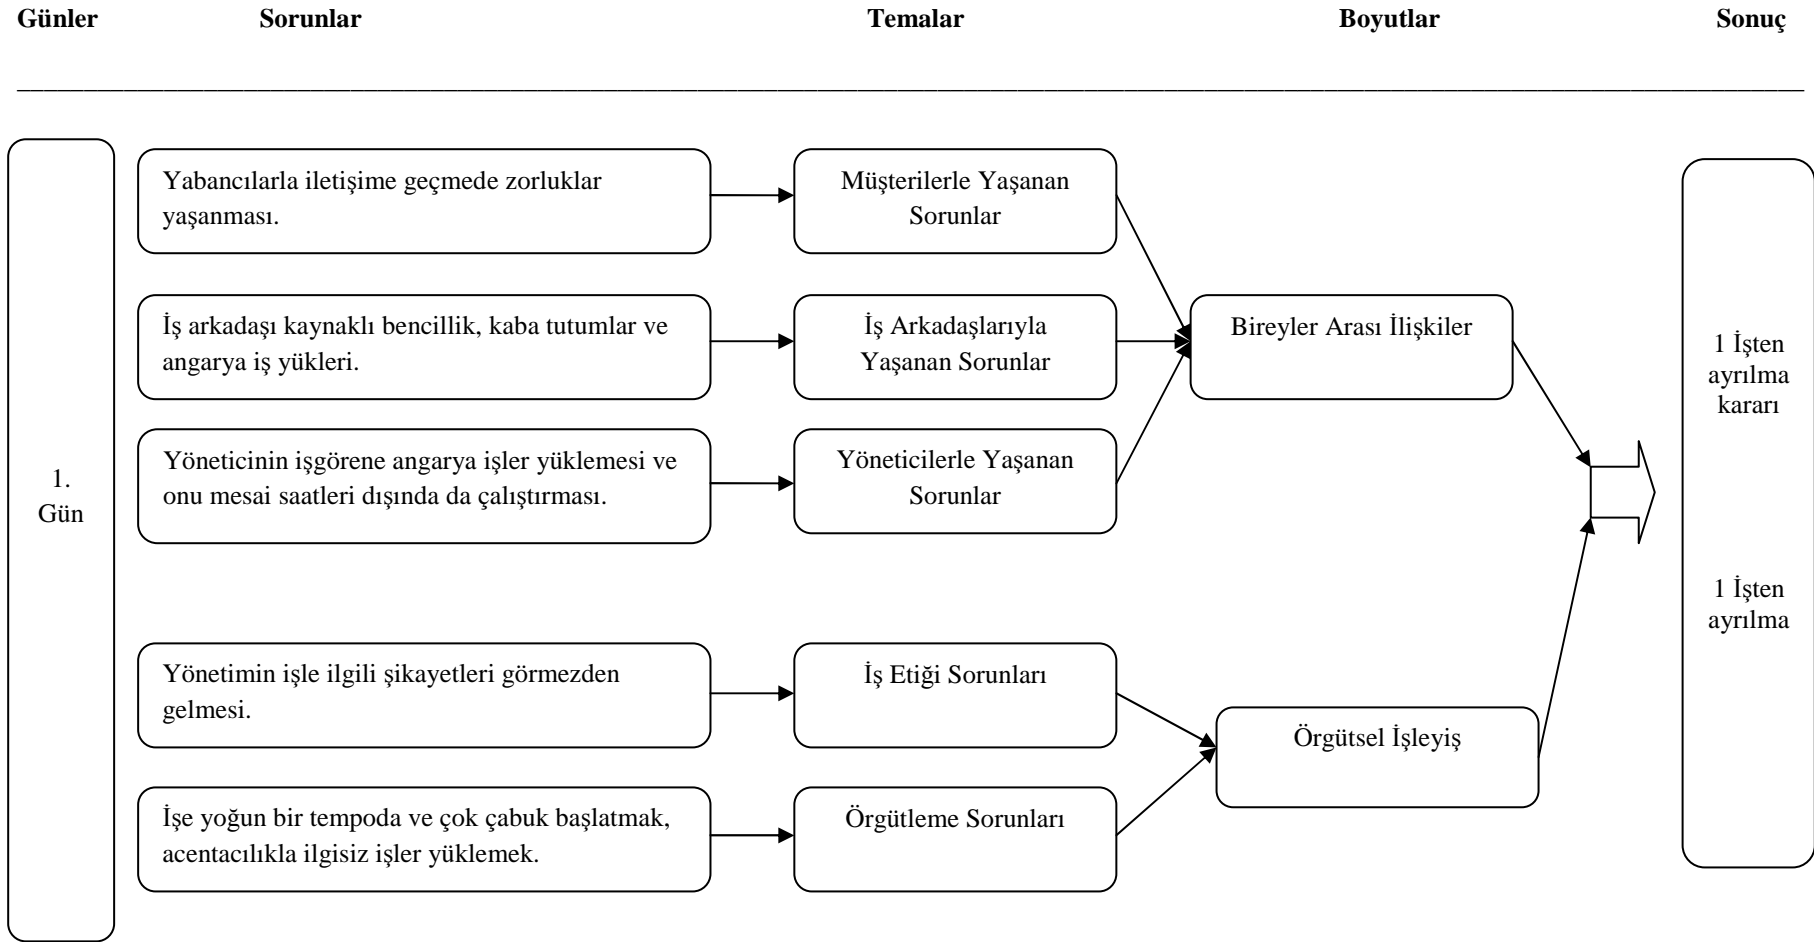 Günler Sorunlar Temalar Boyutlar Sonuç
1.
Gün
Yabancılarla iletişime geçmede zorluklar
yaşanması.
Müşterilerle Yaşanan
Sorunlar
İş arkadaşı kaynaklı bencillik, kaba tutumlar ve
angarya iş yükleri.
İş Arkadaşlarıyla
Yaşanan Sorunlar
Yöneticinin işgörene angarya işler yüklemesi ve
onu mesai saatleri dışında da çalıştırması.
Yöneticilerle Yaşanan
Sorunlar
Bireyler Arası İlişkiler
Yönetimin işle ilgili şikayetleri görmezden
gelmesi.
İş Etiği Sorunları
İşe yoğun bir tempoda ve çok çabuk başlatmak,
acentacılıkla ilgisiz işler yüklemek.
Örgütleme Sorunları
Örgütsel İşleyiş
1 İşten
ayrılma
kararı
1 İşten
ayrılma